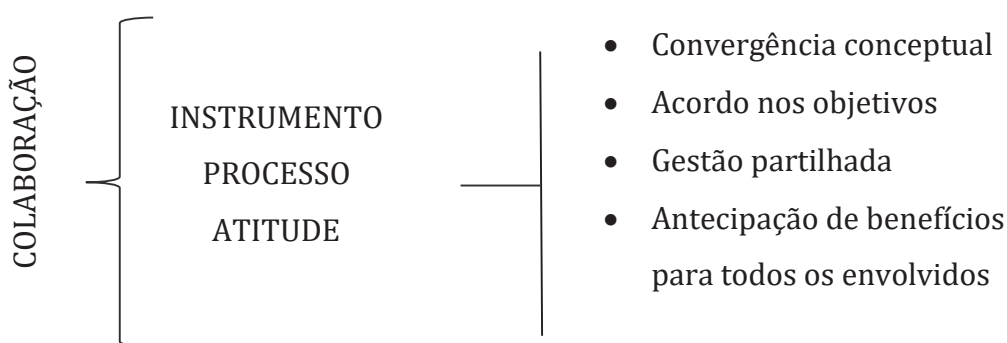 COLABORAÇÃO
INSTRUMENTO
PROCESSO
ATITUDE
• Convergência conceptual
• Acordo nos objetivos
• Gestão partilhada
• Antecipação de benefícios
para todos os envolvidos